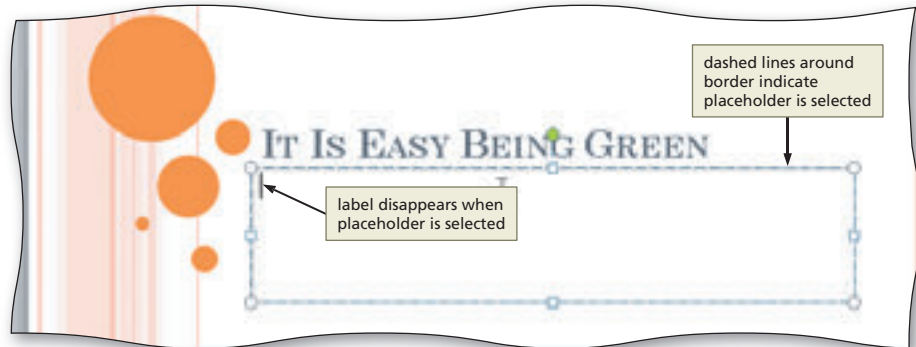 dashed lines around
border indicate
placeholder is selected
IT IS EASY BEING GREEN
label disappears when
placeholder is selected